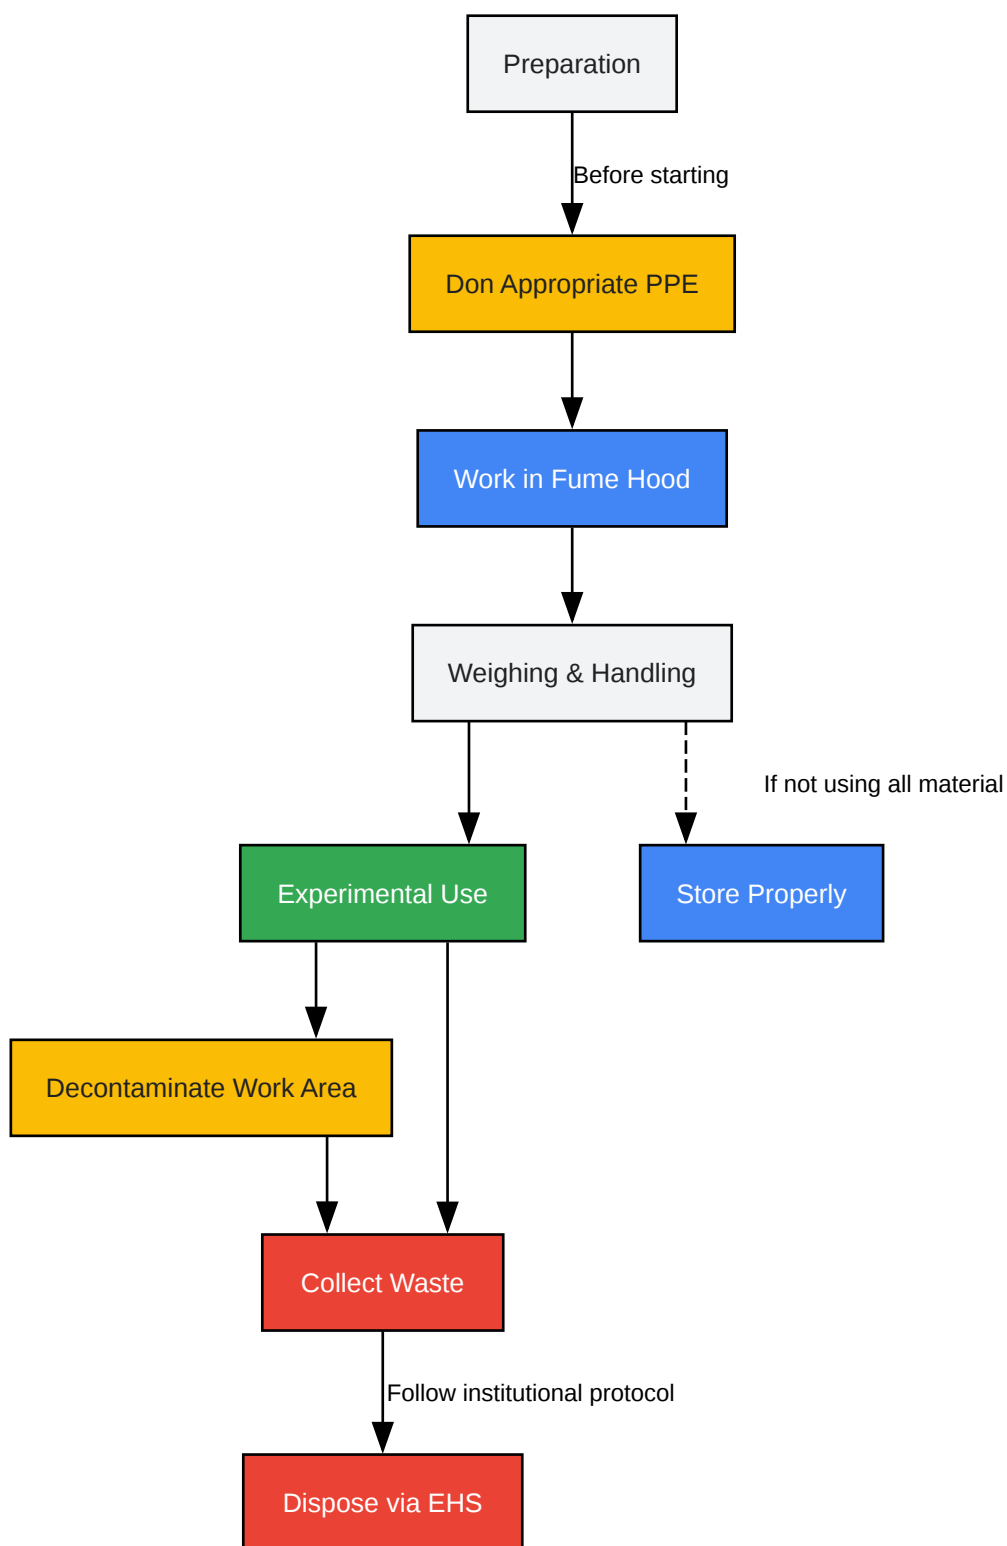 Preparation
Before starting
Don Appropriate PPE
Work in Fume Hood
Weighing & Handling
If not using all material
Experimental Use
Store Properly
Decontaminate Work Area
Collect Waste
Follow institutional protocol
Dispose via EHS